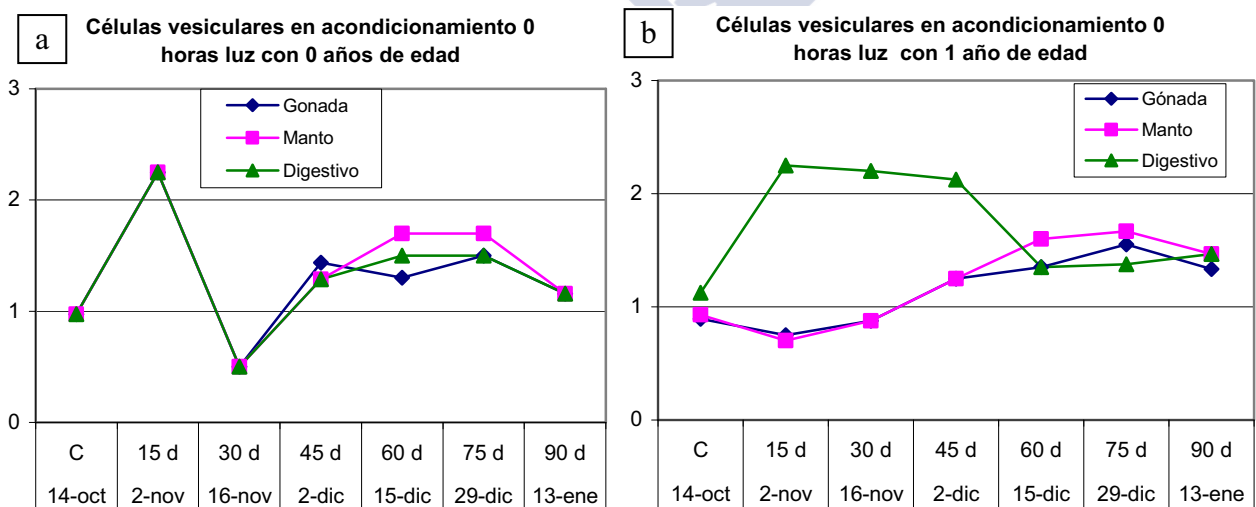 a
Células vesiculares en acondicionamiento 0
horas luz con 0 años de edad
3
2
1
0
Gonada
Manto
Digestivo
C 15 d 30 d 45 d 60 d 75 d 90 d
14-oct 2-nov 16-nov 2-dic 15-dic 29-dic 13-ene
b
Células vesiculares en acondicionamiento 0
horas luz con 1 año de edad
3
2
1
0
Gónada
Manto
Digestivo
C 15 d 30 d 45 d 60 d 75 d 90 d
14-oct 2-nov 16-nov 2-dic 15-dic 29-dic 13-ene